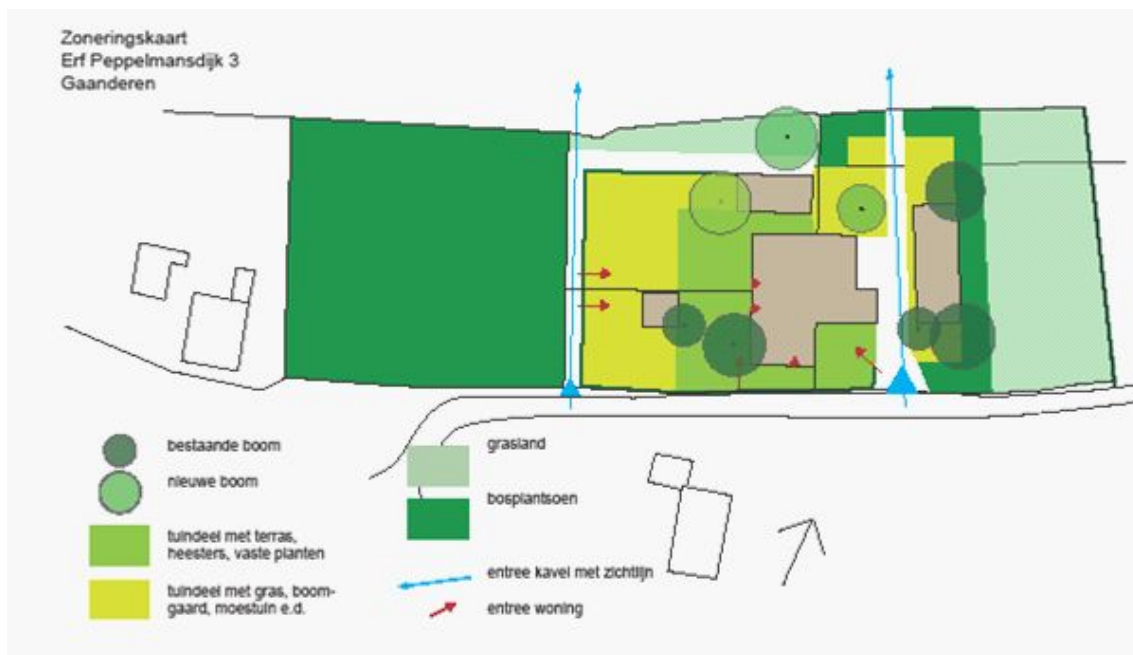 Zoneringskaart
Erf Peppelmansdijk 3
Gaanderen
bestaande boom
nieuwe boom
tuindeel met terras,
heesters, vaste planten
tuindeel met gras, boom-
gaard, moestuin e.d.
grasland
bosplantsoen
entree kavel met zichtlijn
entree woning